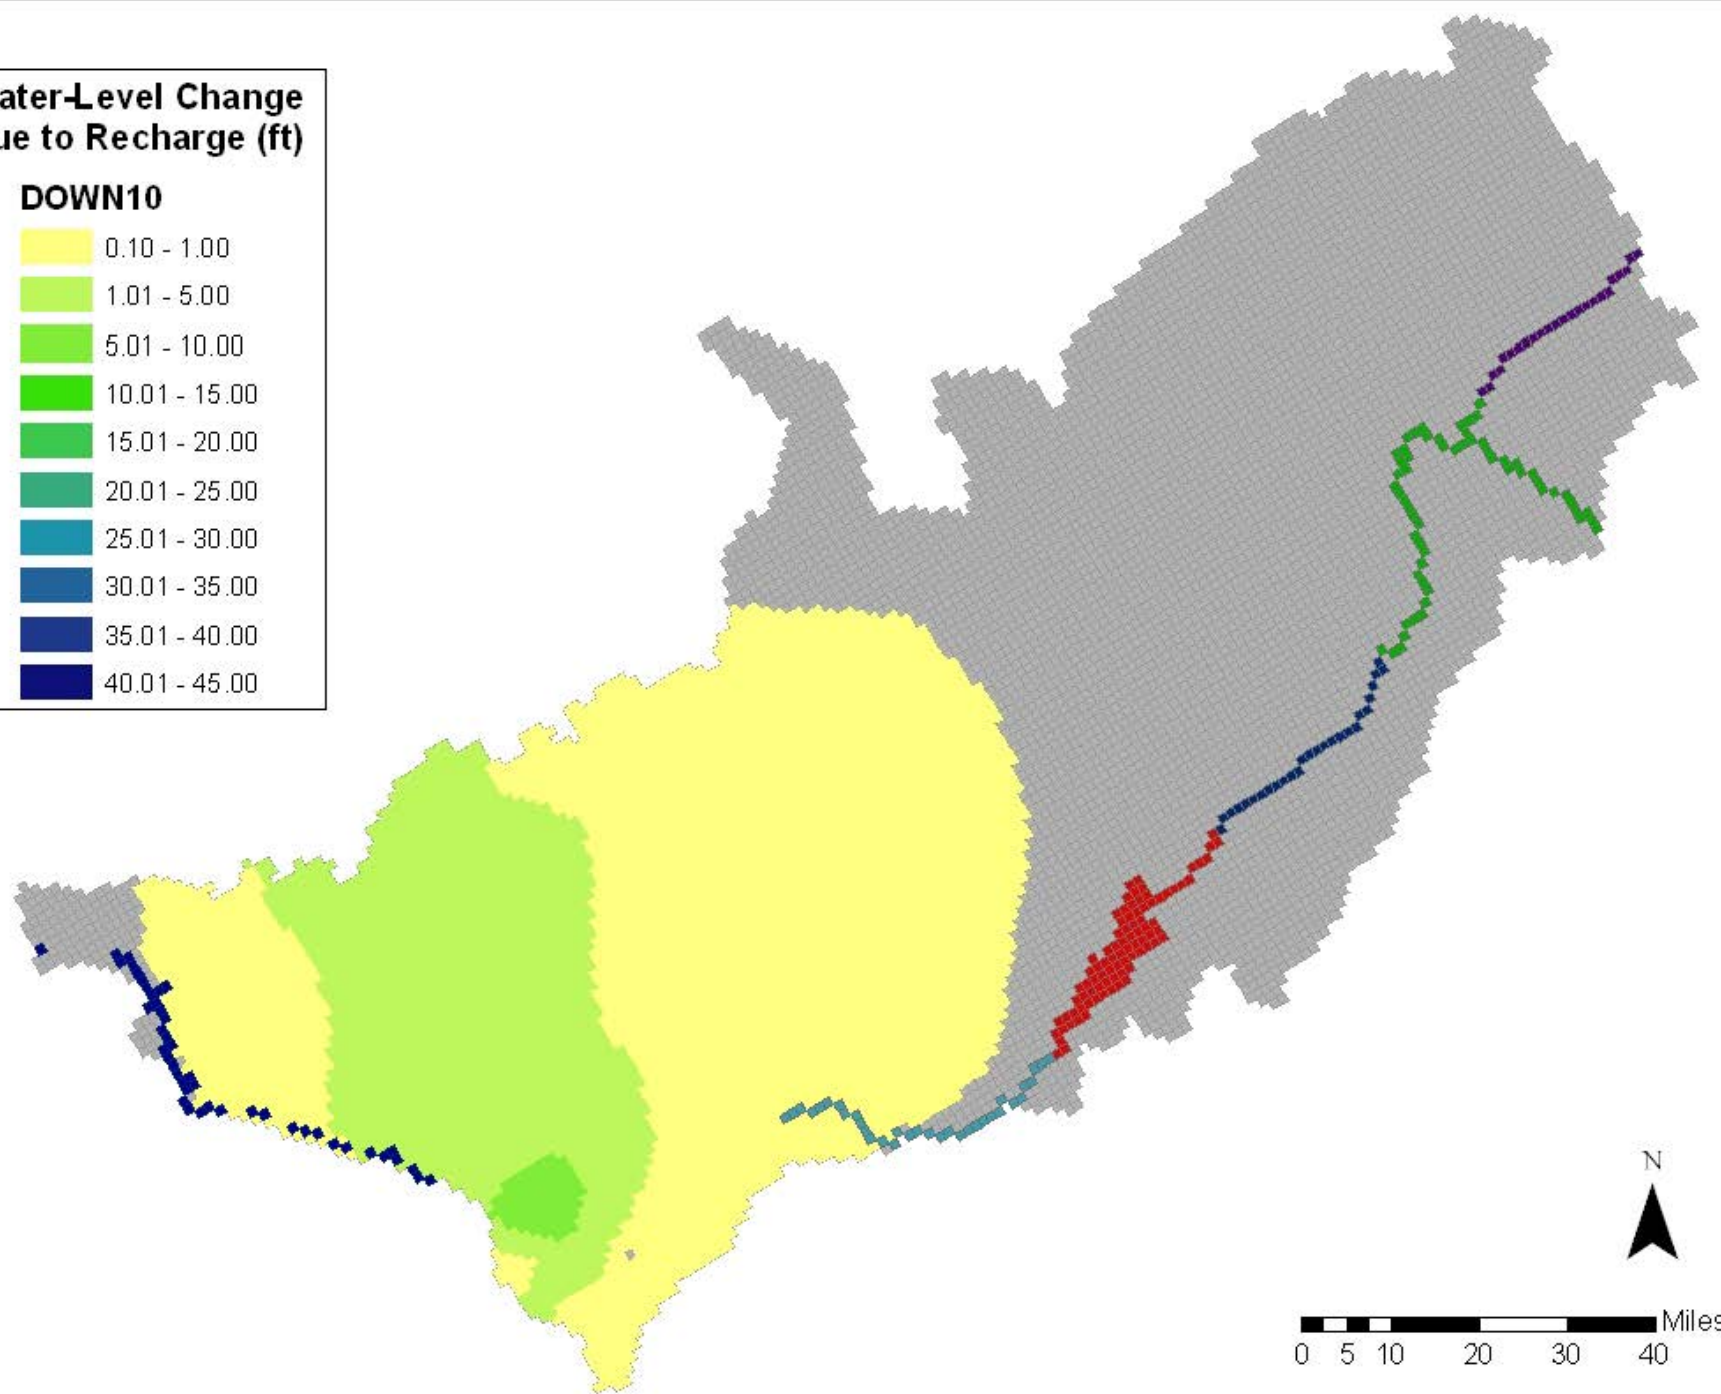 ater-Level Change
ue to Recharge (ft)
DOWN10
0.10 - 1.00
1.01 - 5.00
5.01 - 10.00
10.01 - 15.00
15.01 - 20.00
20.01 - 25.00
25.01 - 30.00
30.01 - 35.00
35.01 - 40.00
40.01 - 45.00
N
Miles
0 5 10 20 30 40